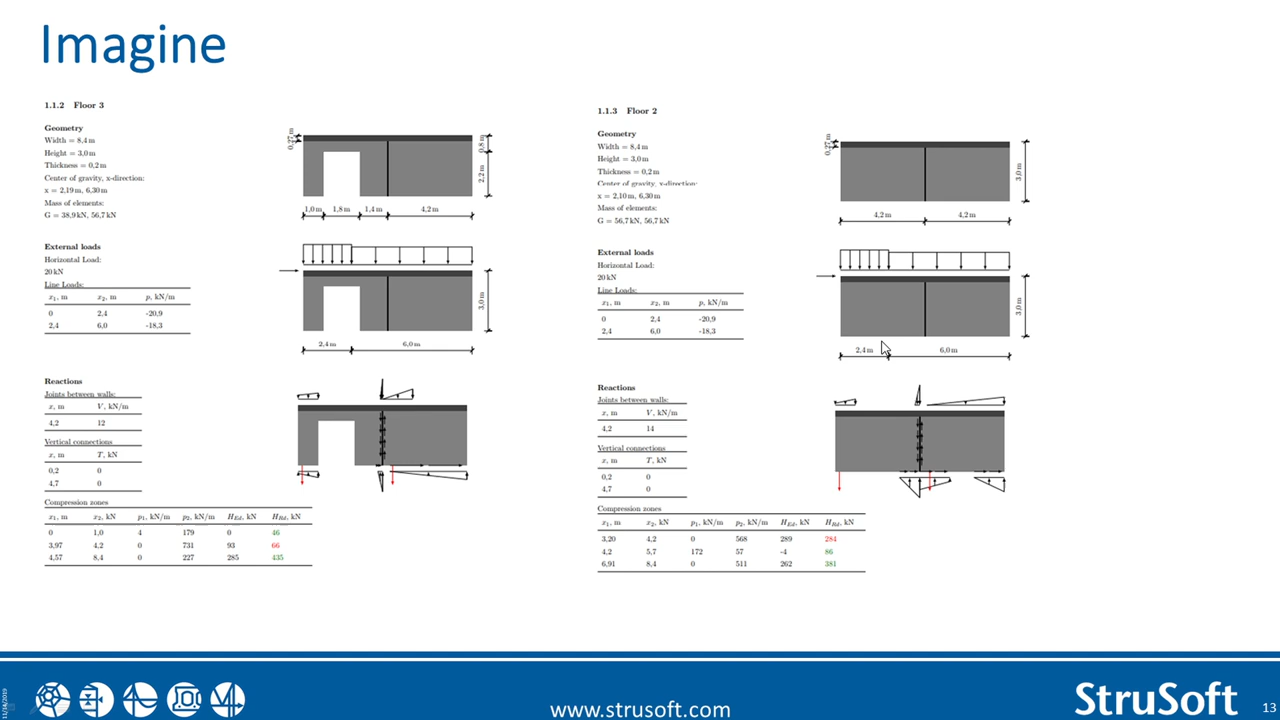 Imagine
1.1.2 Floor 3
Geometry
Width = 8,4 m
Height = 3,0 m
Thickness = 0,2 m
Center of gravity, x-direction:
x = 2,19 m, 6,30 m
Mass of elements:
G = 38,9 kN, 56,7 kN
0,27 m
0,8 m
2,2 m
1,0 m 1,8 m 1,4 m 4,2 m
External loads
Horizontal Load:
20 kN
Line Loads:
x1, m x2, m p, kN/m
0 2,4 -20,9
2,4 6,0 -18,3
3,0 m
2,4 m 6,0 m
Reactions
Joints between walls:
x, m V, kN/m
4,2 12
Vertical connections
x, m T, kN
0,2 0
4,7 0
Compression zones
x1, m x2, kN p1, kN/m p2, kN/m HEd, kN HRd, kN
0 1,0 4 179 0 46
3,97 4,2 0 731 93 66
4,57 8,4 0 227 285 435
1.1.3 Floor 2
Geometry
Width = 8,4 m
Height = 3,0 m
Thickness = 0,2 m
Center of gravity, x-direction:
x = 2,10 m, 6,30 m
Mass of elements:
G = 56,7 kN, 56,7 kN
0,27 m
3,0 m
4,2 m 4,2 m
External loads
Horizontal Load:
20 kN
Line Loads:
x1, m x2, m p, kN/m
0 2,4 -20,9
2,4 6,0 -18,3
3,0 m
2,4 m 6,0 m
Reactions
Joints between walls:
x, m V, kN/m
4,2 14
Vertical connections
x, m T, kN
0,2 0
4,7 0
Compression zones
x1, m x2, kN p1, kN/m p2, kN/m HEd, kN HRd, kN
3,20 4,2 0 568 289 284
4,2 5,7 172 57 -4 86
6,91 8,4 0 511 262 381
11/14/2019
www.strusoft.com
StruSoft
13